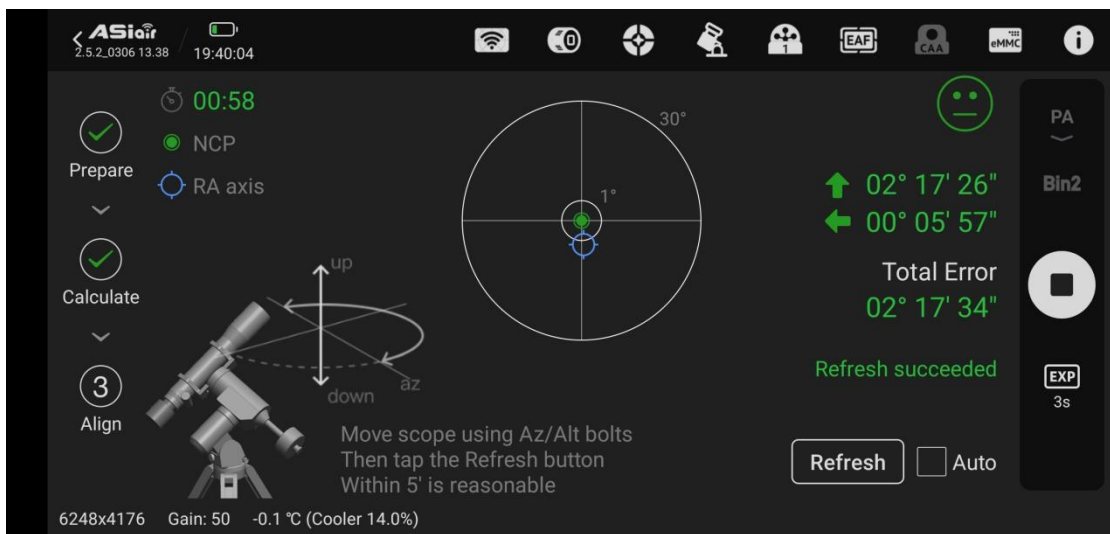 ASiair
2.5.2_0306 13.38
19:40:04
1
EAF
CAA
eMMC
00:58
NCP
RA axis
Prepare
Calculate
3
Align
up
down
az
30°
1°
02° 17' 26"
00° 05' 57"
Total Error
02° 17' 34"
Refresh succeeded
Move scope using Az/Alt bolts
Then tap the Refresh button
Within 5' is reasonable
Refresh
Auto
PA
Bin2
EXP
3s
6248x4176 Gain: 50 -0.1 ℃ (Cooler 14.0%)